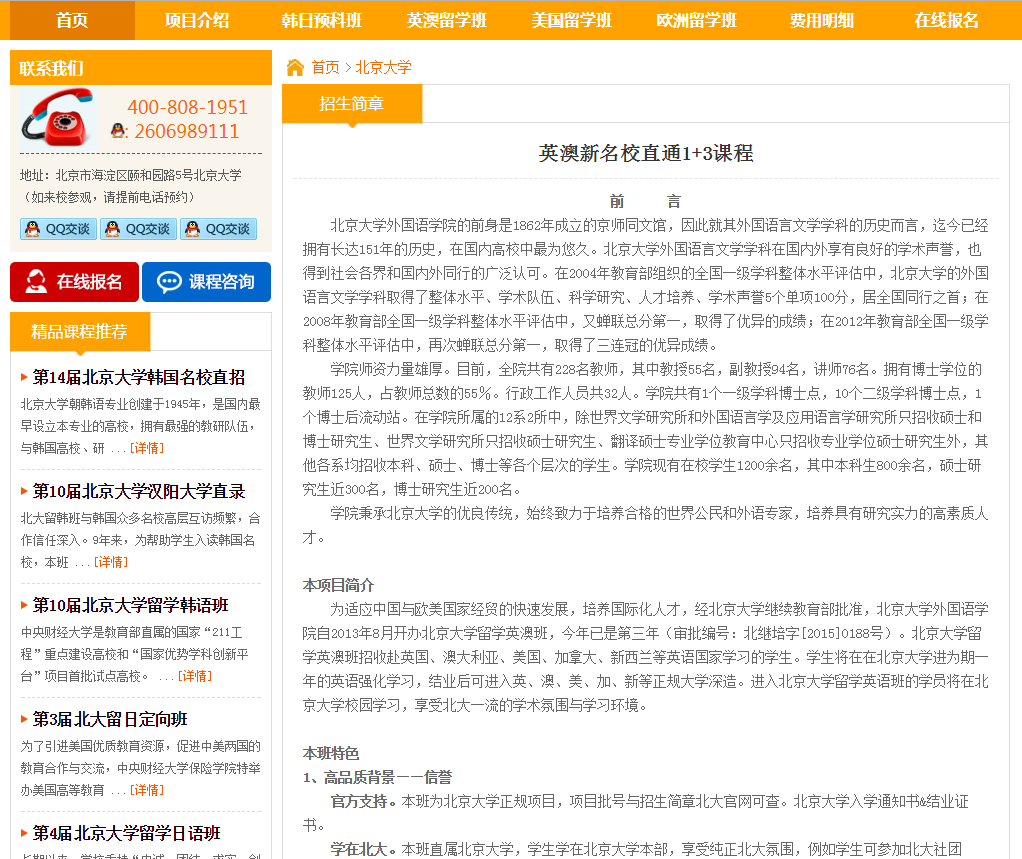 首页 项目介绍 韩日预科班 英澳留学班 美国留学班 欧洲留学班 费用明细 在线报名
联系我们
400-808-1951
: 2606989111
地址：北京市海淀区颐和园路5号北京大学
（如来校参观，请提前电话预约）
QQ交谈 QQ交谈 QQ交谈
在线报名 课程咨询
精品课程推荐
第14届北京大学韩国名校直招
北京大学朝韩语专业创建于1945年，是国内最
早设立本专业的高校，拥有最强的教研队伍，
与韩国高校、研 ...[详情]
第10届北京大学汉阳大学直录
北大留韩班与韩国众多名校高层互访频繁，合
作信任深入。9年来，为帮助学生入读韩国名
校，本班 ...[详情]
第10届北京大学留学韩语班
中央财经大学是教育部直属的国家“211工
程”重点建设高校和“国家优势学科创新平
台”项目首批试点高校。 ...[详情]
第3届北大留日定向班
为了引进美国优质教育资源，促进中美两国的
教育合作与交流，中央财经大学保险学院特举
办美国高等教育 ...[详情]
第4届北京大学留学日语班
首页 > 北京大学
招生简章
英澳新名校直通1+3课程
前 言
北京大学外国语学院的前身是1862年成立的京师同文馆，因此就其外国语言文学学科的历史而言，迄今已经
拥有长达151年的历史，在国内高校中最为悠久。北京大学外国语言文学学科在国内外享有良好的学术声誉，也
得到社会各界和国内外同行的广泛认可。在2004年教育部组织的全国一级学科整体水平评估中，北京大学的外国
语言文学学科取得了整体水平、学术队伍、科学研究、人才培养、学术声誉5个单项100分，居全国同行之首；在
2008年教育部全国一级学科整体水平评估中，又蝉联总分第一，取得了优异的成绩；在2012年教育部全国一级学
科整体水平评估中，再次蝉联总分第一，取得了三连冠的优异成绩。
学院师资力量雄厚。目前，全院共有228名教师，其中教授55名，副教授94名，讲师76名。拥有博士学位的
教师125人，占教师总数的55%。行政工作人员共32人。学院共有1个一级学科博士点，10个二级学科博士点，1
个博士后流动站。在学院所属的12系2所中，除世界文学研究所和外国语言学及应用语言学研究所只招收硕士和
博士研究生、世界文学研究所只招收硕士研究生、翻译硕士专业学位教育中心只招收专业学位硕士研究生外，其
他各系均招收本科、硕士、博士等各个层次的学生。学院现有在校学生1200余名，其中本科生800余名，硕士研
究生近300名，博士研究生近200名。
学院秉承北京大学的优良传统，始终致力于培养合格的世界公民和外语专家，培养具有研究实力的高素质人
才。
本项目简介
为适应中国与欧美国家经贸的快速发展，培养国际化人才，经北京大学继续教育部批准，北京大学外国语学
院自2013年8月开办北京大学留学英澳班，今年已是第三年（审批编号：北继培字[2015]0188号）。北京大学留
学英澳班招收赴英国、澳大利亚、美国、加拿大、新西兰等英语国家学习的学生。学生将在在北京大学进为期一
年的英语强化学习，结业后可进入英、澳、美、加、新等正规大学深造。进入北京大学留学英语班的学员将在北
京大学校园学习，享受北大一流的学术氛围与学习环境。
本班特色
1、高品质背景——信誉
官方支持。本班为北京大学正规项目，项目批号与招生简章北大官网可查。北京大学入学通知书&结业证
书。
学在北大。本班直属北京大学，学生学在北京大学本部，享受纯正北大氛围，例如学生可参加北大社团